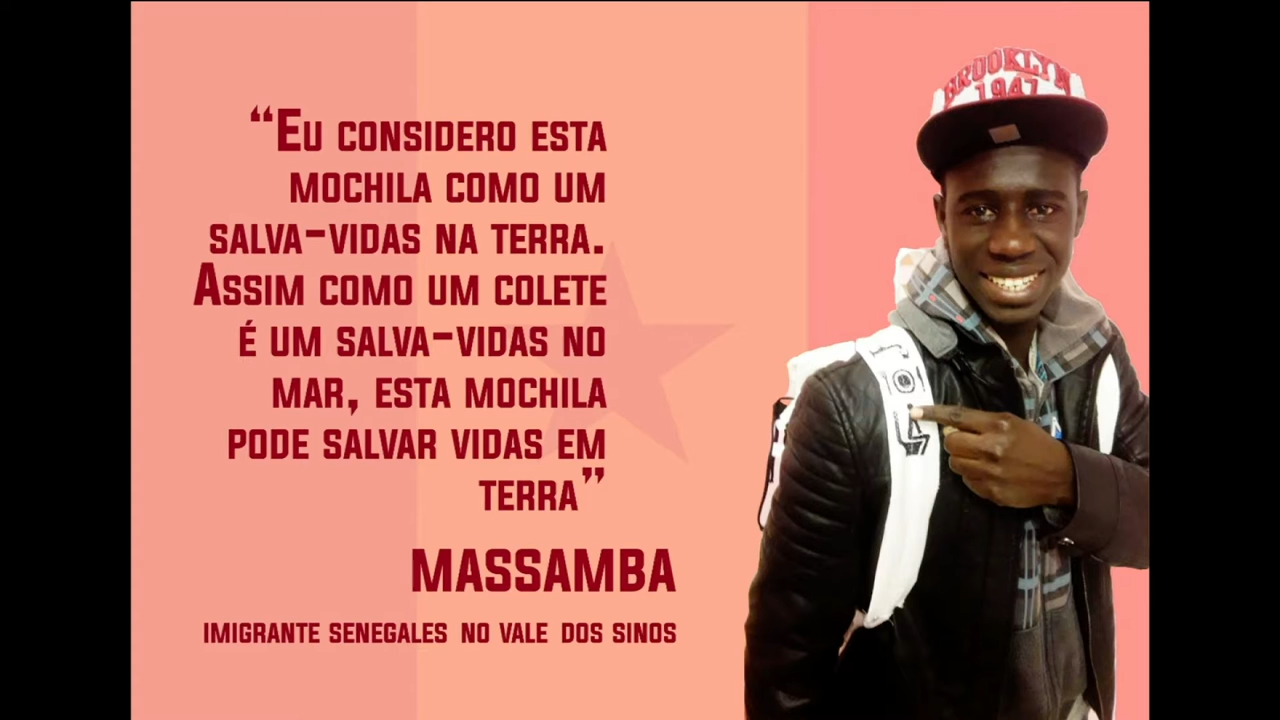 “Eu considero esta
mochila como um
salva-vidas na terra.
Assim como um colete
é um salva-vidas no
mar, esta mochila
pode salvar vidas em
terra”
MASSAMBA
IMIGRANTE SENEGALES NO VALE DOS SINOS
BROOKLYN
1947